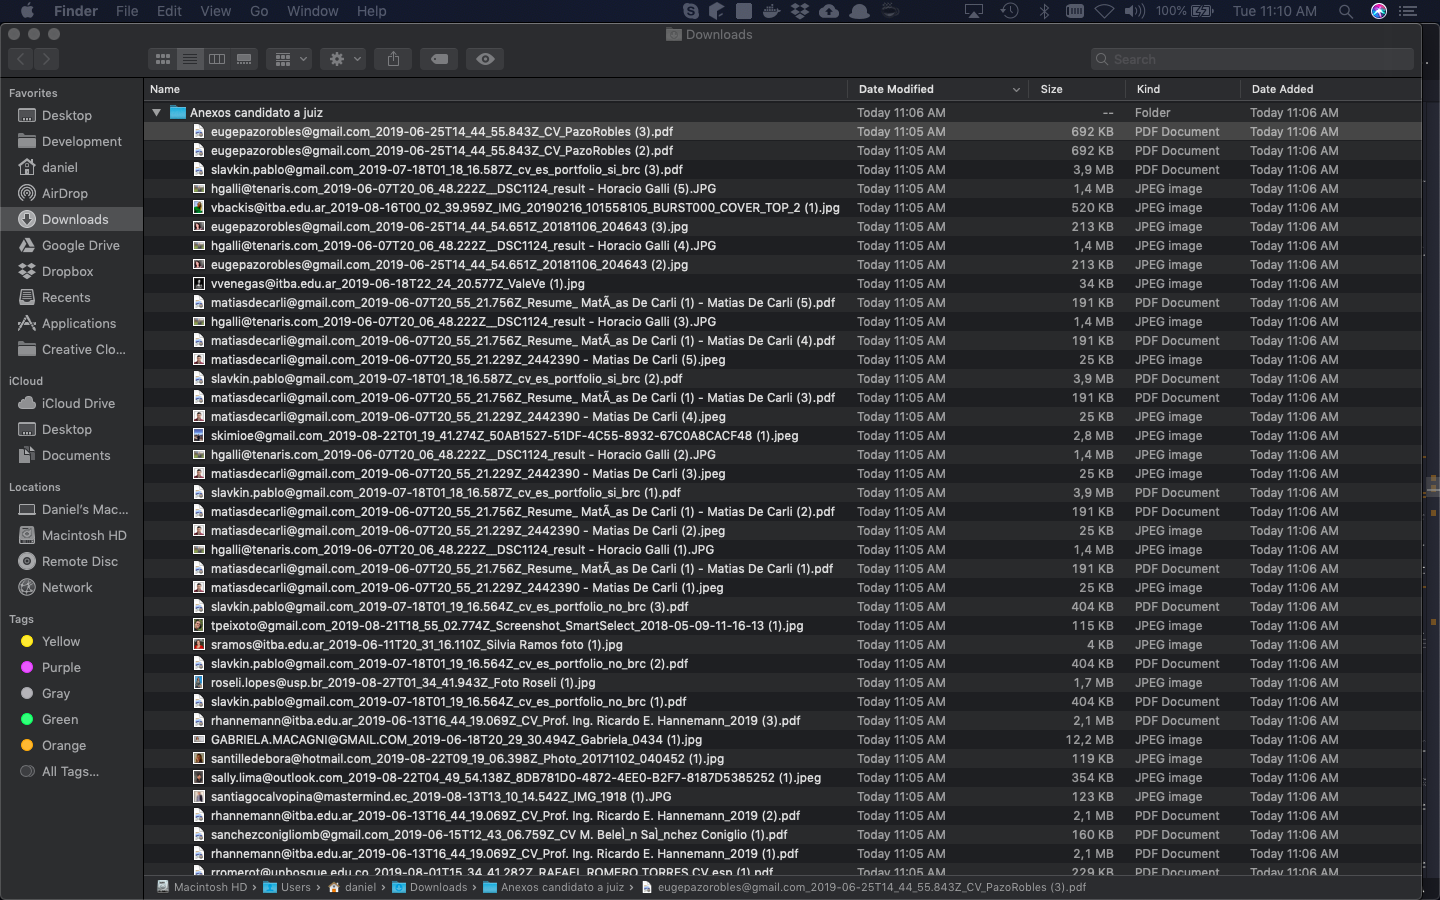 Finder File Edit View Go Window Help 100% Tue 11:10 AM
Downloads
Search
Favorites
Desktop
Development
daniel
AirDrop
Downloads
Google Drive
Dropbox
Recents
Applications
Creative Clo...
iCloud
iCloud Drive
Desktop
Documents
Locations
Daniel's Mac...
Macintosh HD
Remote Disc
Network
Tags
Yellow
Purple
Gray
Green
Orange
All Tags...
Name Date Modified Size Kind Date Added
Anexos candidato a juiz Today 11:06 AM -- Folder Today 11:06 AM
eugepazorobles@gmail.com_2019-06-25T14_44_55.843Z_CV_PazoRobles (3).pdf Today 11:05 AM 692 KB PDF Document Today 11:06 AM
eugepazorobles@gmail.com_2019-06-25T14_44_55.843Z_CV_PazoRobles (2).pdf Today 11:05 AM 692 KB PDF Document Today 11:06 AM
slavkin.pablo@gmail.com_2019-07-18T01_18_16.587Z_cv_es_portfolio_si_brc (3).pdf Today 11:05 AM 3,9 MB PDF Document Today 11:06 AM
hgalli@tenaris.com_2019-06-07T20_06_48.222Z__DSC1124_result - Horacio Galli (5).JPG Today 11:05 AM 1,4 MB JPEG image Today 11:06 AM
vbackis@itba.edu.ar_2019-08-16T00_02_39.959Z_IMG_20190216_101558105_BURST000_COVER_TOP_2 (1).jpg Today 11:05 AM 520 KB JPEG image Today 11:06 AM
eugepazorobles@gmail.com_2019-06-25T14_44_54.651Z_20181106_204643 (3).jpg Today 11:05 AM 213 KB JPEG image Today 11:06 AM
hgalli@tenaris.com_2019-06-07T20_06_48.222Z__DSC1124_result - Horacio Galli (4).JPG Today 11:05 AM 1,4 MB JPEG image Today 11:06 AM
eugepazorobles@gmail.com_2019-06-25T14_44_54.651Z_20181106_204643 (2).jpg Today 11:05 AM 213 KB JPEG image Today 11:06 AM
vvenegas@itba.edu.ar_2019-06-18T22_24_20.577Z_ValeVe (1).jpg Today 11:05 AM 34 KB JPEG image Today 11:06 AM
matiasdecarli@gmail.com_2019-06-07T20_55_21.756Z_Resume_ MatÃ_as De Carli (1) - Matias De Carli (5).pdf Today 11:05 AM 191 KB PDF Document Today 11:06 AM
hgalli@tenaris.com_2019-06-07T20_06_48.222Z__DSC1124_result - Horacio Galli (3).JPG Today 11:05 AM 1,4 MB JPEG image Today 11:06 AM
matiasdecarli@gmail.com_2019-06-07T20_55_21.756Z_Resume_ MatÃ_as De Carli (1) - Matias De Carli (4).pdf Today 11:05 AM 191 KB PDF Document Today 11:06 AM
matiasdecarli@gmail.com_2019-06-07T20_55_21.229Z_2442390 - Matias De Carli (5).jpeg Today 11:05 AM 25 KB JPEG image Today 11:06 AM
slavkin.pablo@gmail.com_2019-07-18T01_18_16.587Z_cv_es_portfolio_si_brc (2).pdf Today 11:05 AM 3,9 MB PDF Document Today 11:06 AM
matiasdecarli@gmail.com_2019-06-07T20_55_21.756Z_Resume_ MatÃ_as De Carli (1) - Matias De Carli (3).pdf Today 11:05 AM 191 KB PDF Document Today 11:06 AM
matiasdecarli@gmail.com_2019-06-07T20_55_21.229Z_2442390 - Matias De Carli (4).jpeg Today 11:05 AM 25 KB JPEG image Today 11:06 AM
skimioe@gmail.com_2019-08-22T01_19_41.274Z_50AB1527-51DF-4C55-8932-67C0A8CACF48 (1).jpeg Today 11:05 AM 2,8 MB JPEG image Today 11:06 AM
hgalli@tenaris.com_2019-06-07T20_06_48.222Z__DSC1124_result - Horacio Galli (2).JPG Today 11:05 AM 1,4 MB JPEG image Today 11:06 AM
matiasdecarli@gmail.com_2019-06-07T20_55_21.229Z_2442390 - Matias De Carli (3).jpeg Today 11:05 AM 25 KB JPEG image Today 11:06 AM
slavkin.pablo@gmail.com_2019-07-18T01_18_16.587Z_cv_es_portfolio_si_brc (1).pdf Today 11:05 AM 3,9 MB PDF Document Today 11:06 AM
matiasdecarli@gmail.com_2019-06-07T20_55_21.756Z_Resume_ MatÃ_as De Carli (1) - Matias De Carli (2).pdf Today 11:05 AM 191 KB PDF Document Today 11:06 AM
matiasdecarli@gmail.com_2019-06-07T20_55_21.229Z_2442390 - Matias De Carli (2).jpeg Today 11:05 AM 25 KB JPEG image Today 11:06 AM
hgalli@tenaris.com_2019-06-07T20_06_48.222Z__DSC1124_result - Horacio Galli (1).JPG Today 11:05 AM 1,4 MB JPEG image Today 11:06 AM
matiasdecarli@gmail.com_2019-06-07T20_55_21.756Z_Resume_ MatÃ_as De Carli (1) - Matias De Carli (1).pdf Today 11:05 AM 191 KB PDF Document Today 11:06 AM
matiasdecarli@gmail.com_2019-06-07T20_55_21.229Z_2442390 - Matias De Carli (1).jpeg Today 11:05 AM 25 KB JPEG image Today 11:06 AM
slavkin.pablo@gmail.com_2019-07-18T01_19_16.564Z_cv_es_portfolio_no_brc (3).pdf Today 11:05 AM 404 KB PDF Document Today 11:06 AM
tpeixoto@gmail.com_2019-08-21T18_55_02.774Z_Screenshot_SmartSelect_2018-05-09-11-16-13 (1).jpg Today 11:05 AM 115 KB JPEG image Today 11:06 AM
sramos@itba.edu.ar_2019-06-11T20_31_16.110Z_Silvia Ramos foto (1).jpg Today 11:05 AM 4 KB JPEG image Today 11:06 AM
slavkin.pablo@gmail.com_2019-07-18T01_19_16.564Z_cv_es_portfolio_no_brc (2).pdf Today 11:05 AM 404 KB PDF Document Today 11:06 AM
roseli.lopes@usp.br_2019-08-27T01_34_41.943Z_Foto Roseli (1).jpg Today 11:05 AM 1,7 MB JPEG image Today 11:06 AM
slavkin.pablo@gmail.com_2019-07-18T01_19_16.564Z_cv_es_portfolio_no_brc (1).pdf Today 11:05 AM 404 KB PDF Document Today 11:06 AM
rhannemann@itba.edu.ar_2019-06-13T16_44_19.069Z_CV_Prof. Ing. Ricardo E. Hannemann_2019 (3).pdf Today 11:05 AM 2,1 MB PDF Document Today 11:06 AM
GABRIELA.MACAGNI@GMAIL.COM_2019-06-18T20_29_30.494Z_Gabriela_0434 (1).jpg Today 11:05 AM 12,2 MB JPEG image Today 11:06 AM
santilledebora@hotmail.com_2019-08-22T09_19_06.398Z_Photo_20171102_040452 (1).jpg Today 11:05 AM 119 KB JPEG image Today 11:06 AM
sally.lima@outlook.com_2019-08-22T04_49_54.138Z_8DB781D0-4872-4EE0-B2F7-8187D5385252 (1).jpeg Today 11:05 AM 354 KB JPEG image Today 11:06 AM
santiagocalvopina@mastermind.ec_2019-08-13T13_10_14.542Z_IMG_1918 (1).JPG Today 11:05 AM 123 KB JPEG image Today 11:06 AM
rhannemann@itba.edu.ar_2019-06-13T16_44_19.069Z_CV_Prof. Ing. Ricardo E. Hannemann_2019 (2).pdf Today 11:05 AM 2,1 MB PDF Document Today 11:06 AM
sanchezconigliomb@gmail.com_2019-06-15T12_43_06.759Z_CV M. BeleÌ_n SaÌ_nchez Coniglio (1).pdf Today 11:05 AM 160 KB PDF Document Today 11:06 AM
rhannemann@itba.edu.ar_2019-06-13T16_44_19.069Z_CV_Prof. Ing. Ricardo E. Hannemann_2019 (1).pdf Today 11:05 AM 2,1 MB PDF Document Today 11:06 AM
rromerot@unbosque.edu.co_2019-08-01T15_34_41.282Z_RAFAEL ROMERO TORRES CV esp (1).pdf Today 11:05 AM 229 KB PDF Document Today 11:06 AM
Macintosh HD › Users › daniel › Downloads › Anexos candidato a juiz › eugepazorobles@gmail.com_2019-06-25T14_44_55.843Z_CV_PazoRobles (3).pdf